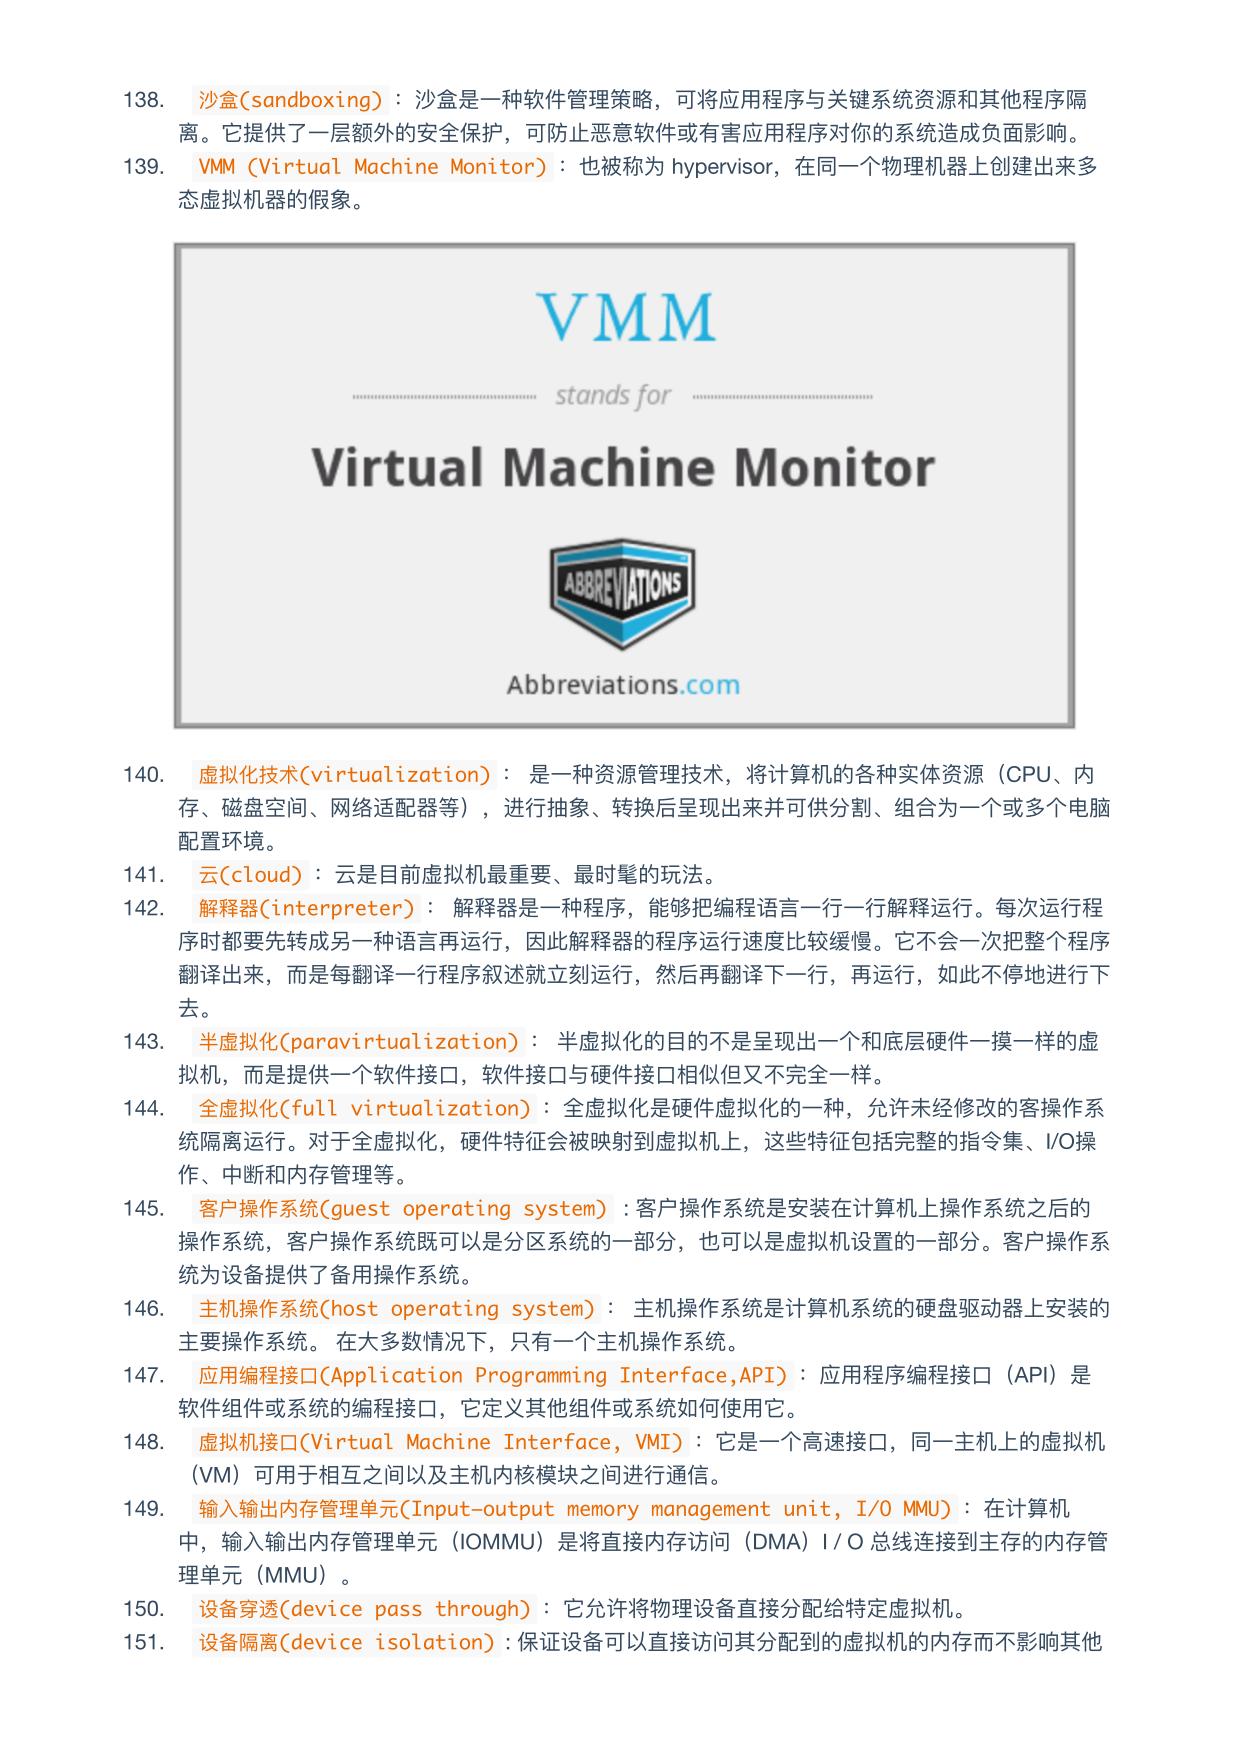 138. 沙盒(sandboxing) ：沙盒是一种软件管理策略，可将应用程序与关键系统资源和其他程序隔
离。它提供了一层额外的安全保护，可防止恶意软件或有害应用程序对你的系统造成负面影响。
139. VMM (Virtual Machine Monitor) ：也被称为 hypervisor，在同一个物理机器上创建出来多
态虚拟机器的假象。
VMM
stands for
Virtual Machine Monitor
ABBREVIATIONS
Abbreviations.com
140. 虚拟化技术(virtualization) ： 是一种资源管理技术，将计算机的各种实体资源（CPU、内
存、磁盘空间、网络适配器等），进行抽象、转换后呈现出来并可供分割、组合为一个或多个电脑
配置环境。
141. 云(cloud) ：云是目前虚拟机最重要、最时髦的玩法。
142. 解释器(interpreter) ： 解释器是一种程序，能够把编程语言一行一行解释运行。每次运行程
序时都要先转成另一种语言再运行，因此解释器的程序运行速度比较缓慢。它不会一次把整个程序
翻译出来，而是每翻译一行程序叙述就立刻运行，然后再翻译下一行，再运行，如此不停地进行下
去。
143. 半虚拟化(paravirtualization) ： 半虚拟化的目的不是呈现出一个和底层硬件一摸一样的虚
拟机，而是提供一个软件接口，软件接口与硬件接口相似但又不完全一样。
144. 全虚拟化(full virtualization) ：全虚拟化是硬件虚拟化的一种，允许未经修改的客操作系
统隔离运行。对于全虚拟化，硬件特征会被映射到虚拟机上，这些特征包括完整的指令集、I/O操
作、中断和内存管理等。
145. 客户操作系统(guest operating system) : 客户操作系统是安装在计算机上操作系统之后的
操作系统，客户操作系统既可以是分区系统的一部分，也可以是虚拟机设置的一部分。客户操作系
统为设备提供了备用操作系统。
146. 主机操作系统(host operating system) ： 主机操作系统是计算机系统的硬盘驱动器上安装的
主要操作系统。 在大多数情况下，只有一个主机操作系统。
147. 应用编程接口(Application Programming Interface,API) ：应用程序编程接口（API）是
软件组件或系统的编程接口，它定义其他组件或系统如何使用它。
148. 虚拟机接口(Virtual Machine Interface, VMI) ：它是一个高速接口，同一主机上的虚拟机
（VM）可用于相互之间以及主机内核模块之间进行通信。
149. 输入输出内存管理单元(Input-output memory management unit, I/O MMU) ：在计算机
中，输入输出内存管理单元（IOMMU）是将直接内存访问（DMA）I / O 总线连接到主存的内存管
理单元（MMU）。
150. 设备穿透(device pass through) ：它允许将物理设备直接分配给特定虚拟机。
151. 设备隔离(device isolation) : 保证设备可以直接访问其分配到的虚拟机的内存而不影响其他